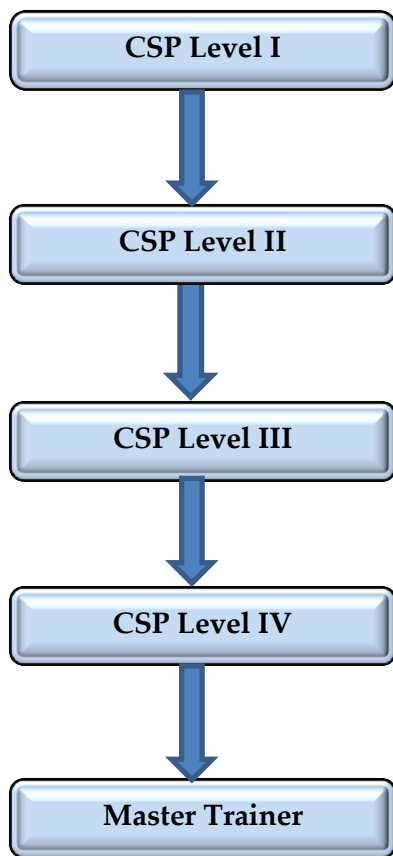 CSP Level I
CSP Level II
CSP Level III
CSP Level IV
Master Trainer